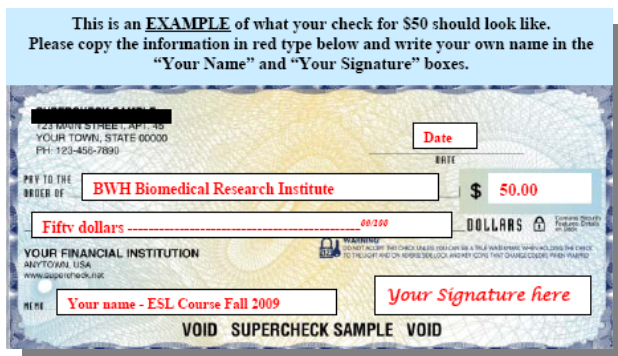 This is an EXAMPLE of what your check for $50 should look like.
Please copy the information in red type below and write your own name in the
“Your Name” and “Your Signature” boxes.
123 MAIN STREET, APT. 45
YOUR TOWN, STATE 00000
PH: 123-456-7890
Date
DATE
PAY TO THE
ORDER OF
BWH Biomedical Research Institute
$ 50.00
Fifty dollars ------------------------------------------00/100
DOLLARS
Features Details
WARNING
YOUR FINANCIAL INSTITUTION
ANYTOWN, USA
www.supercheck.net
MEMO
Your name - ESL Course Fall 2009
Your Signature here
VOID SUPERCHECK SAMPLE VOID